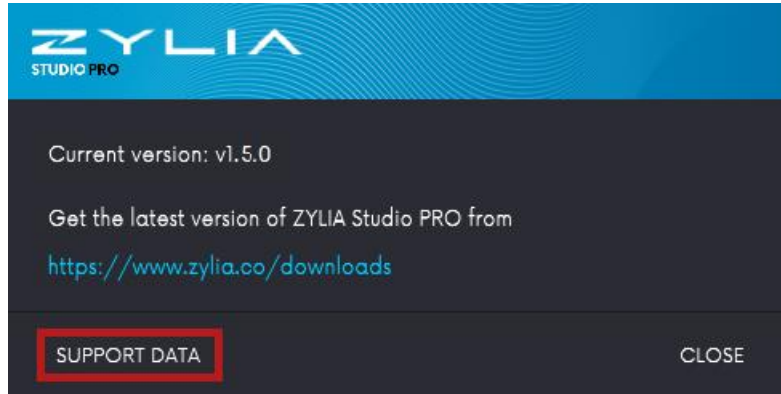 ZYLIA
STUDIO PRO
Current version: v1.5.0
Get the latest version of ZYLIA Studio PRO from
https://www.zylia.co/downloads
SUPPORT DATA
CLOSE